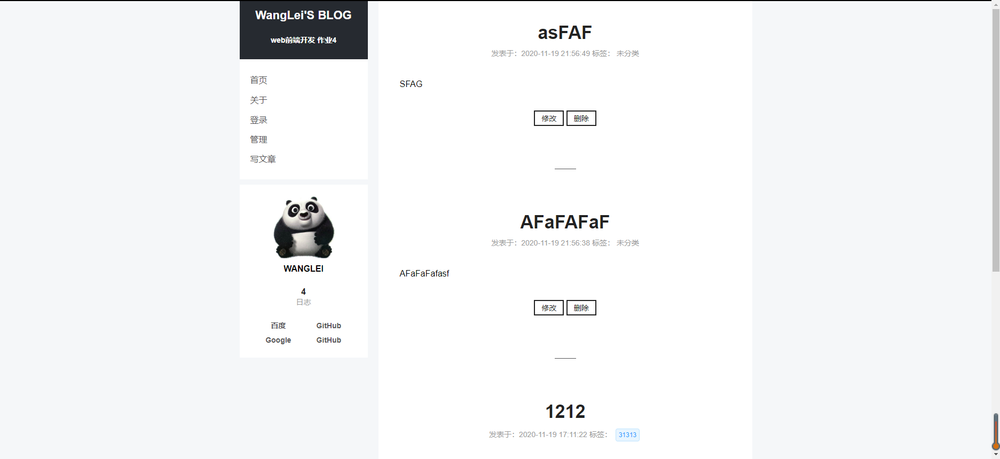 WangLei'S BLOG
web前端开发 作业4
首页
关于
登录
管理
写文章
WANGLEI
4
日志
百度 GitHub
Google GitHub
asFAF
发表于：2020-11-19 21:56:49 标签： 未分类
SFAG
修改 删除
AFaFAFaF
发表于：2020-11-19 21:56:38 标签： 未分类
AFaFaFafasf
修改 删除
1212
发表于：2020-11-19 17:11:22 标签： 31313